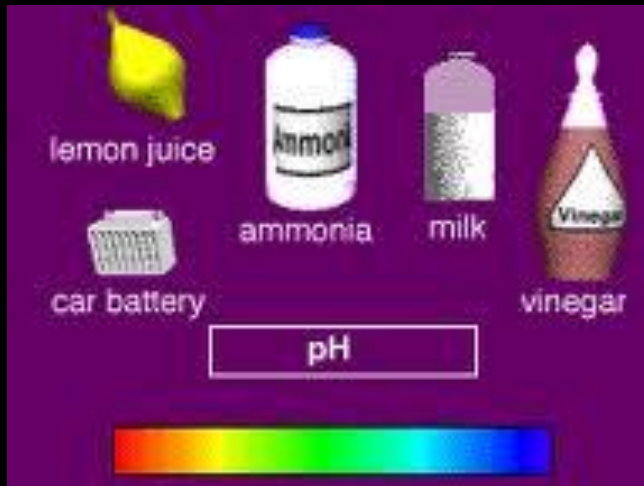 lemon juice
Ammoni
ammonia
milk
Vinegar
car battery
vinegar
pH